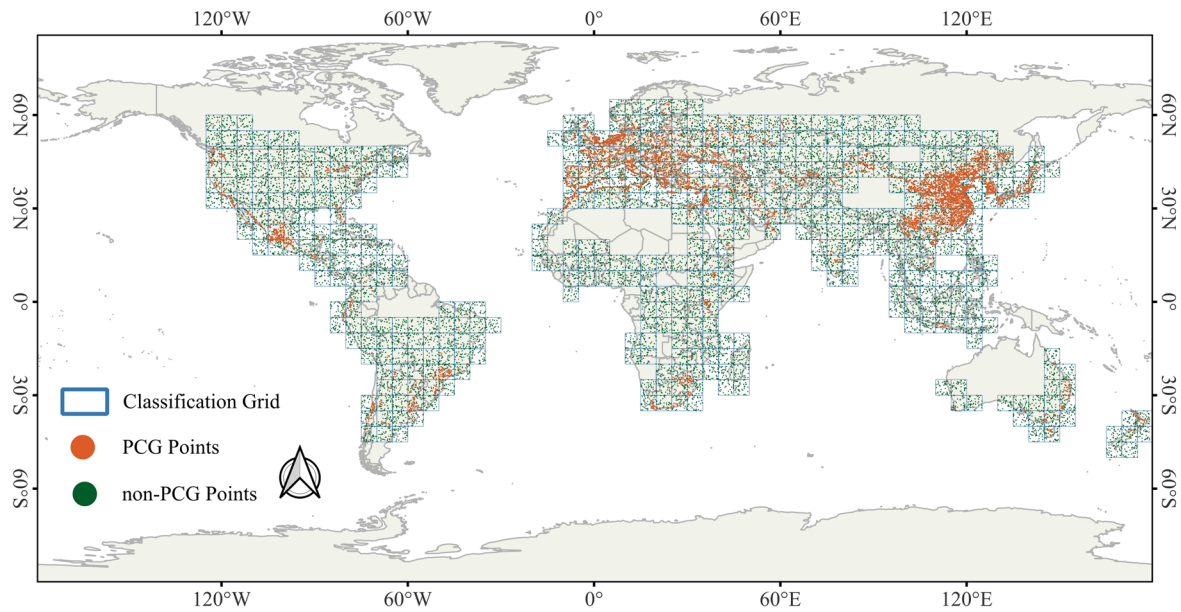 120°W 60°W 0° 60°E 120°E
60°N 60°N
30°N 30°N
0° 0°
30°S 30°S
Classification Grid
PCG Points
non-PCG Points
60°S 60°S
120°W 60°W 0° 60°E 120°E